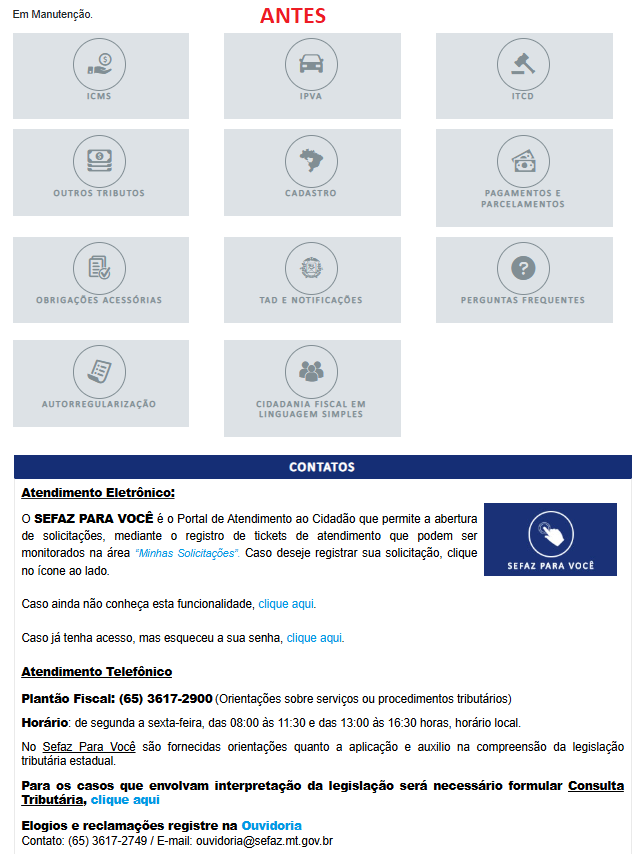 Em Manutenção.
ANTES
ICMS
IPVA
ITCD
OUTROS TRIBUTOS
CADASTRO
PAGAMENTOS E
PARCELAMENTOS
OBRIGAÇÕES ACESSÓRIAS
TAD E NOTIFICAÇÕES
PERGUNTAS FREQUENTES
AUTORREGULARIZAÇÃO
CIDADANIA FISCAL EM
LINGUAGEM SIMPLES
CONTATOS
Atendimento Eletrônico:
O SEFAZ PARA VOCÊ é o Portal de Atendimento ao Cidadão que permite a abertura
de solicitações, mediante o registro de tickets de atendimento que podem ser
monitorados na área “Minhas Solicitações”. Caso deseje registrar sua solicitação, clique
no ícone ao lado.
SEFAZ PARA VOCÊ
Caso ainda não conheça esta funcionalidade, clique aqui.
Caso já tenha acesso, mas esqueceu a sua senha, clique aqui.
Atendimento Telefônico
Plantão Fiscal: (65) 3617-2900 (Orientações sobre serviços ou procedimentos tributários)
Horário: de segunda a sexta-feira, das 08:00 às 11:30 e das 13:00 às 16:30 horas, horário local.
No Sefaz Para Você são fornecidas orientações quanto a aplicação e auxilio na compreensão da legislação
tributária estadual.
Para os casos que envolvam interpretação da legislação será necessário formular Consulta
Tributária, clique aqui
Elogios e reclamações registre na Ouvidoria
Contato: (65) 3617-2749 / E-mail: ouvidoria@sefaz.mt.gov.br